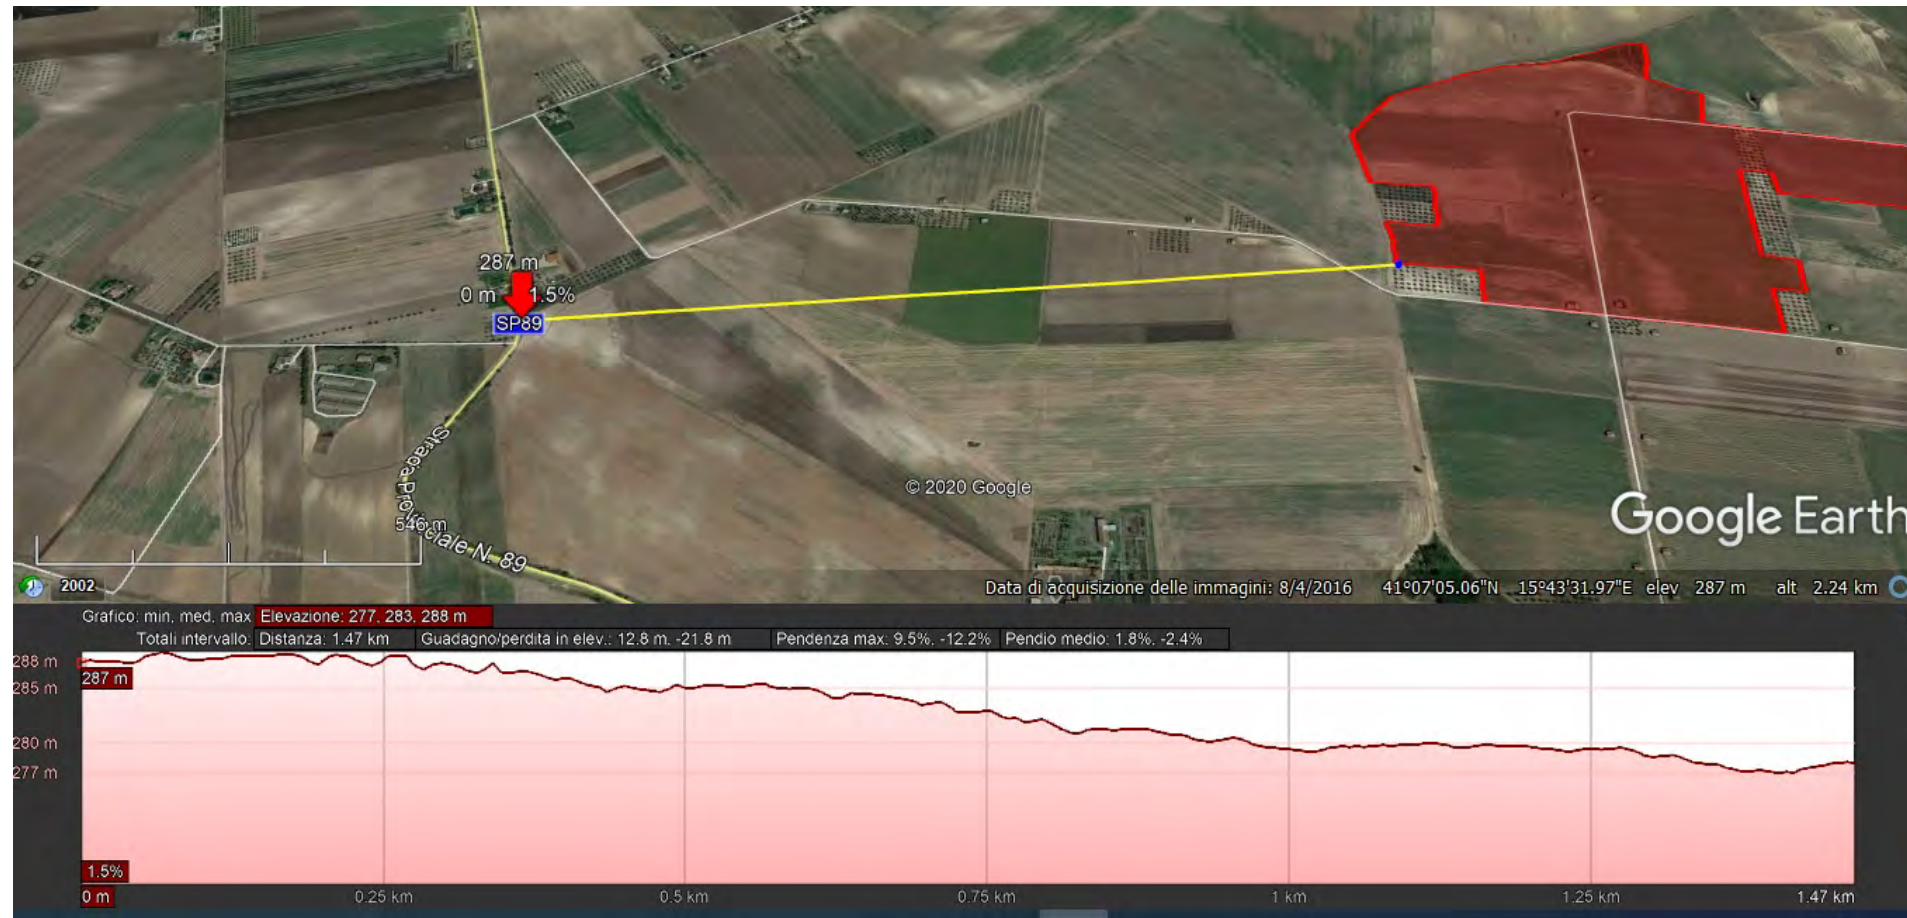 287 m
0 m 1.5%
SP89
Strada Provinciale N. 89
546 m
© 2020 Google
Google Earth
2002
Data di acquisizione delle immagini: 8/4/2016 41°07'05.06"N 15°43'31.97"E elev 287 m alt 2.24 km
Grafico: min, med, max Elevazione: 277, 283, 288 m
Totali intervallo: Distanza: 1.47 km Guadagno/perdita in elev.: 12.8 m, -21.8 m Pendenza max: 9.5%, -12.2% Pendio medio: 1.8%, -2.4%
288 m
287 m
285 m
280 m
277 m
1.5%
0 m 0.25 km 0.5 km 0.75 km 1 km 1.25 km 1.47 km